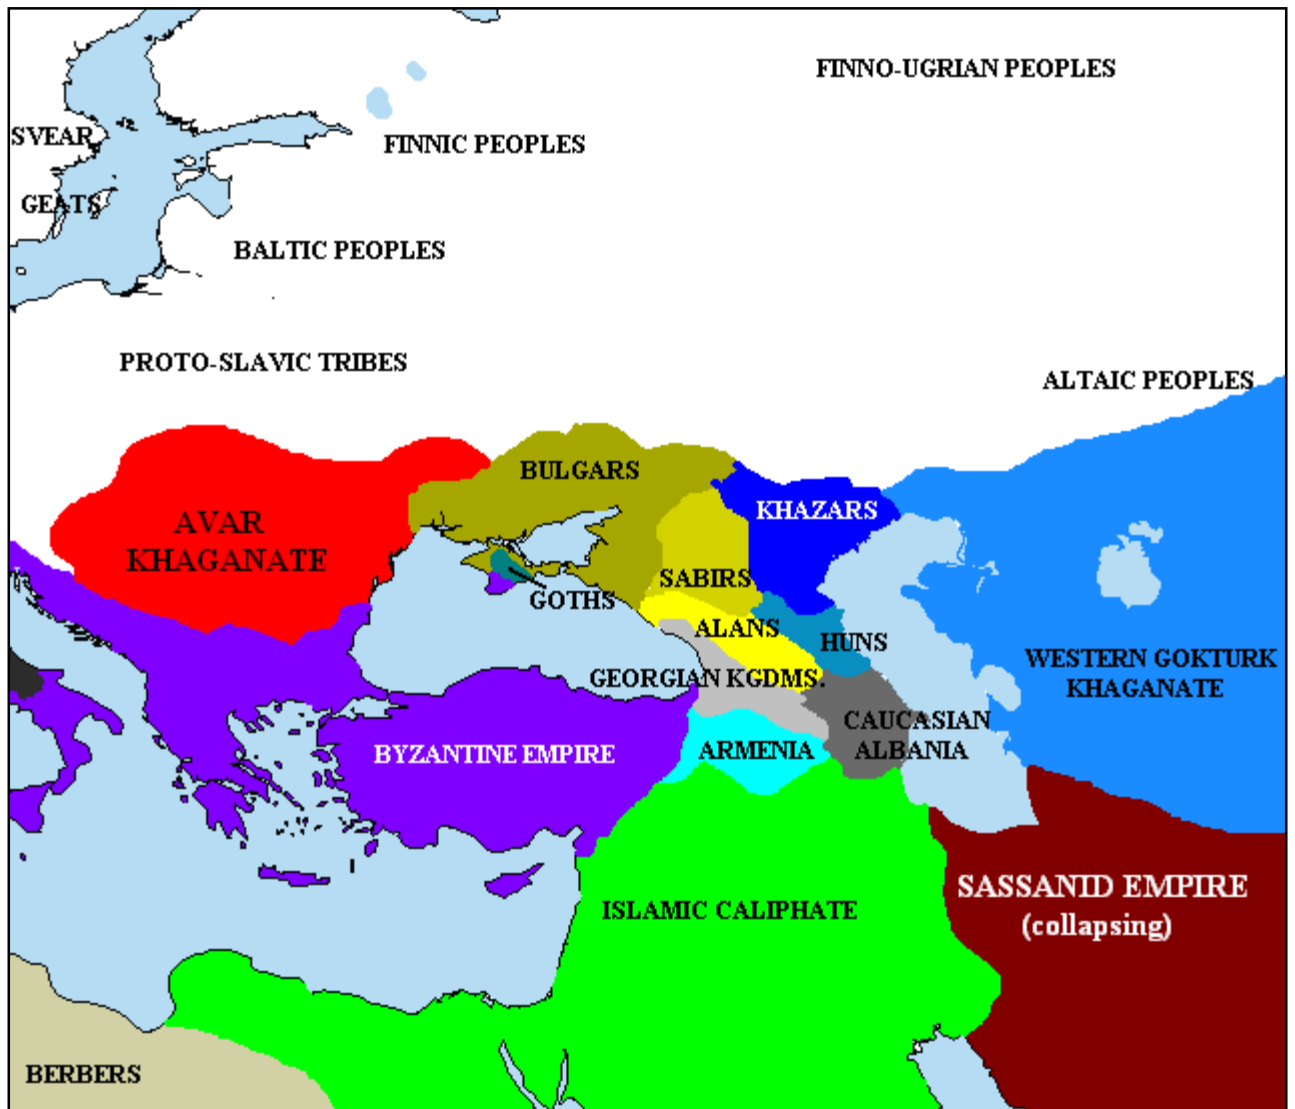 FINNO-UGRIAN PEOPLES
SVEAR
FINNIC PEOPLES
GEATS
BALTIC PEOPLES
PROTO-SLAVIC TRIBES
ALTAIC PEOPLES
BULGARS
AVAR
KHAGANATE
KHAZARS
SABIRS
GOTHS
ALANS
HUNS
WESTERN GOKTURK
KHAGANATE
GEORGIAN KGDMS.
CAUCASIAN
ALBANIA
BYZANTINE EMPIRE
ARMENIA
SASSANID EMPIRE
(collapsing)
ISLAMIC CALIPHATE
BERBERS